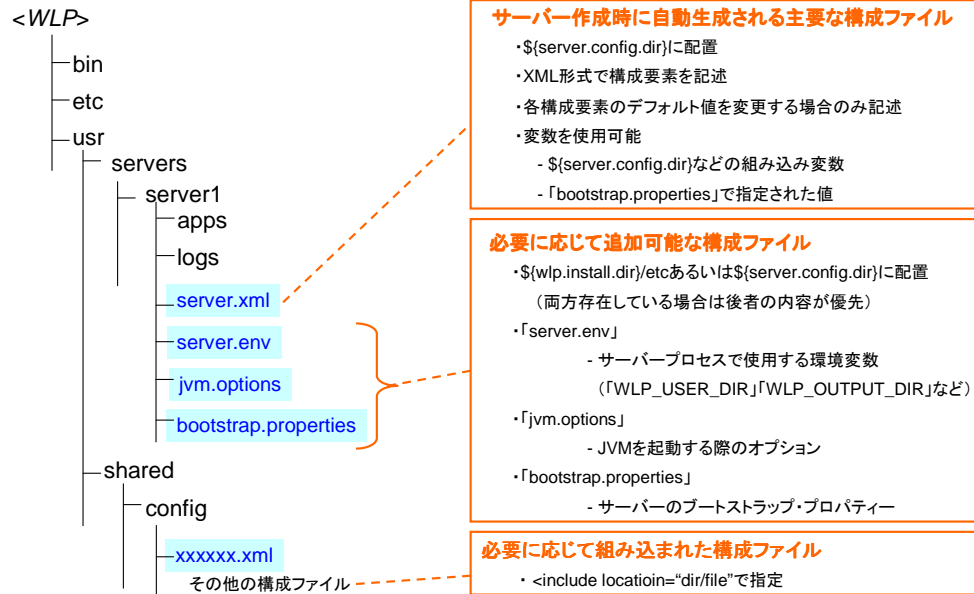 <WLP>
bin
etc
usr
servers
server1
apps
logs
server.xml
server.env
jvm.options
bootstrap.properties
shared
config
xxxxxx.xml
その他の構成ファイル
サーバー作成時に自動生成される主要な構成ファイル
・${server.config.dir}に配置
・XML形式で構成要素を記述
・各構成要素のデフォルト値を変更する場合のみ記述
・変数を使用可能
- ${server.config.dir}などの組み込み変数
- 「bootstrap.properties」で指定された値
必要に応じて追加可能な構成ファイル
・${wlp.install.dir}/etcあるいは${server.config.dir}に配置
（両方存在している場合は後者の内容が優先）
・「server.env」
- サーバープロセスで使用する環境変数
（「WLP_USER_DIR」「WLP_OUTPUT_DIR」など）
・「jvm.options」
- JVMを起動する際のオプション
・「bootstrap.properties」
- サーバーのブートストラップ・プロパティー
必要に応じて組み込まれた構成ファイル
・ <include locatioin=“dir/file”で指定